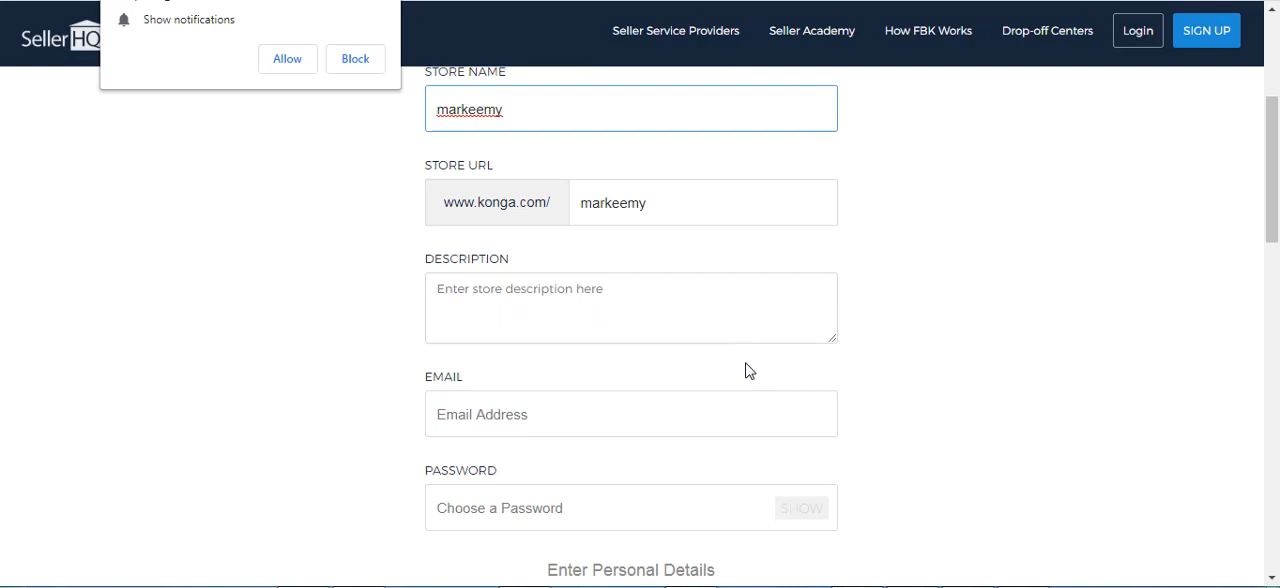 Show notifications
Allow
Block
SellerHQ
Seller Service Providers
Seller Academy
How FBK Works
Drop-off Centers
Login
SIGN UP
STORE NAME
markeemy
STORE URL
www.konga.com/
markeemy
DESCRIPTION
Enter store description here
EMAIL
Email Address
PASSWORD
Choose a Password
SHOW
Enter Personal Details